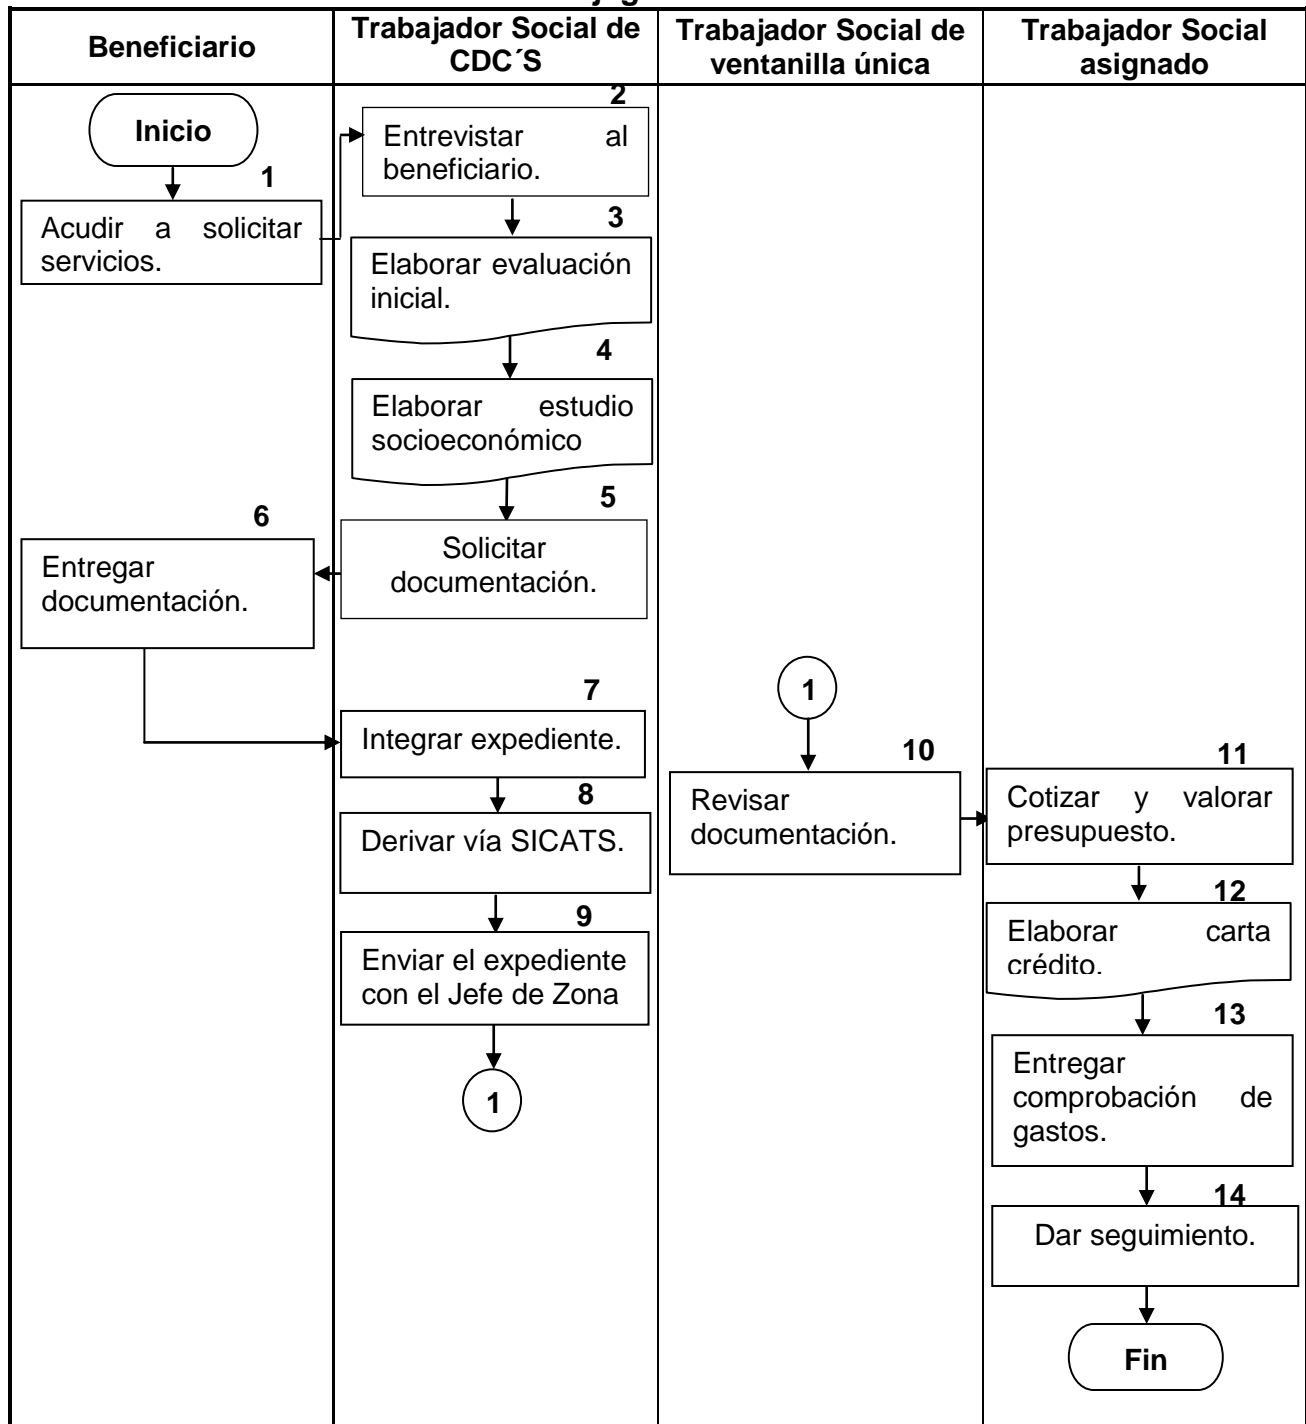 Beneficiario
Trabajador Social de
CDC´S
Trabajador Social de
ventanilla única
Trabajador Social
asignado
Inicio
1
Acudir a solicitar
servicios.
2
Entrevistar al
beneficiario.
3
Elaborar evaluación
inicial.
4
Elaborar estudio
socioeconómico
5
Solicitar
documentación.
6
Entregar
documentación.
7
Integrar expediente.
8
Derivar vía SICATS.
9
Enviar el expediente
con el Jefe de Zona
1
1
10
Revisar
documentación.
11
Cotizar y valorar
presupuesto.
12
Elaborar carta
crédito.
13
Entregar
comprobación de
gastos.
14
Dar seguimiento.
Fin